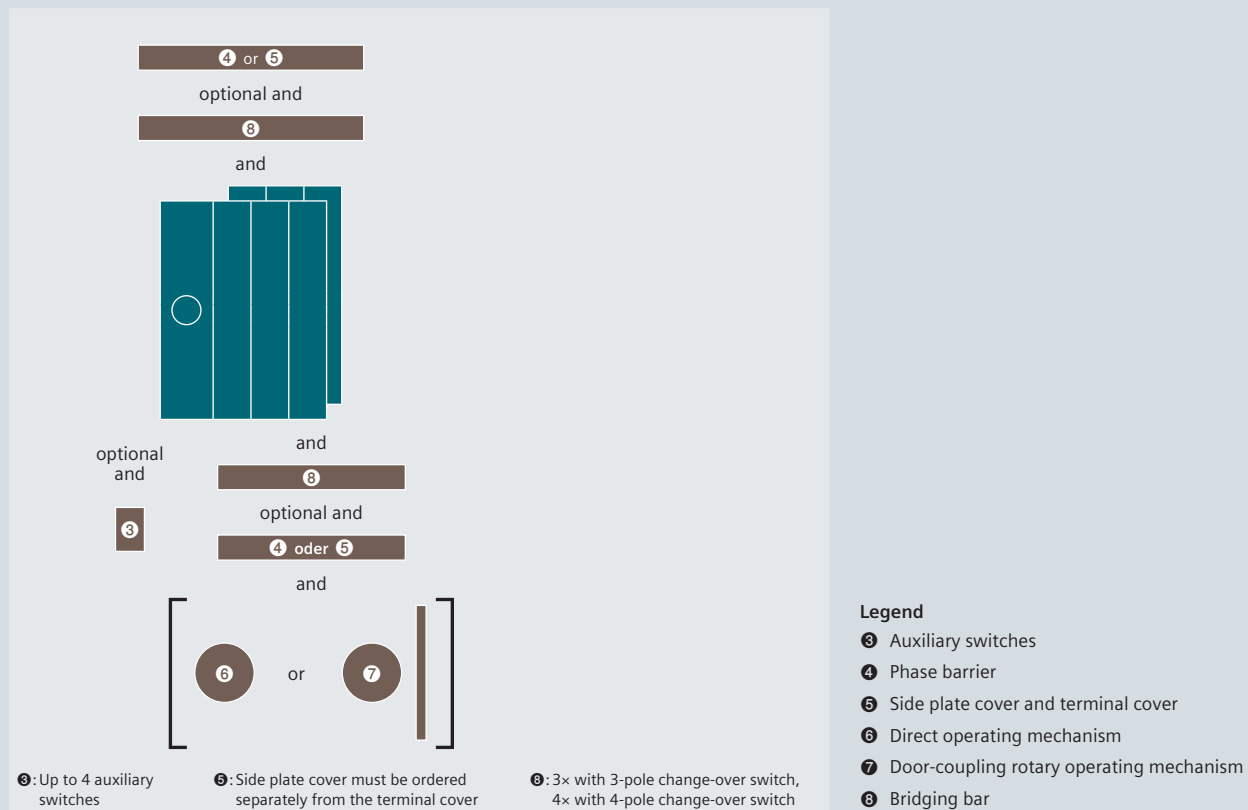 ❹ or ❺
optional and
❽
and
and
optional
and
❽
❸
optional and
❹ oder ❺
and
❻ or ❼
❸: Up to 4 auxiliary
switches
❺: Side plate cover must be ordered
separately from the terminal cover
❽: 3× with 3-pole change-over switch,
4× with 4-pole change-over switch
Legend
❸ Auxiliary switches
❹ Phase barrier
❺ Side plate cover and terminal cover
❻ Direct operating mechanism
❼ Door-coupling rotary operating mechanism
❽ Bridging bar